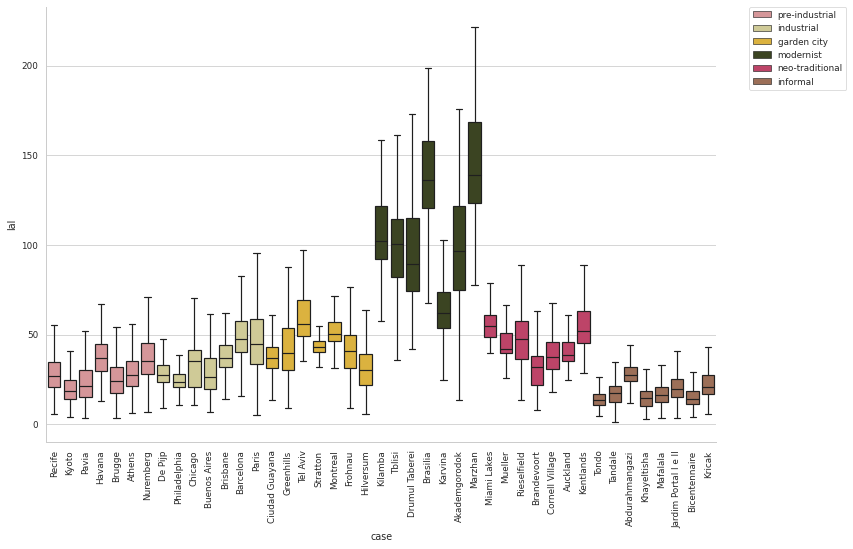 pre-industrial
industrial
garden city
modernist
neo-traditional
informal
200
150
100
50
0
lal
Recife
Kyoto
Pavia
Havana
Brugge
Athens
Nuremberg
De Pijp
Philadelphia
Chicago
Buenos Aires
Brisbane
Barcelona
Paris
Ciudad Guayana
Greenhills
Tel Aviv
Stratton
Montreal
Frohnau
Hilversum
Kilamba
Tblisi
Drumul Taberei
Brasilia
Karvina
Akademgorodok
Marzhan
Miami Lakes
Mueller
Rieselfield
Brandevoort
Cornell Village
Auckland
Kentlands
Tondo
Tandale
Abdurahmangazi
Khayelitsha
Mafalala
Jardim Portal I e II
Bicentennaire
Kricak
case